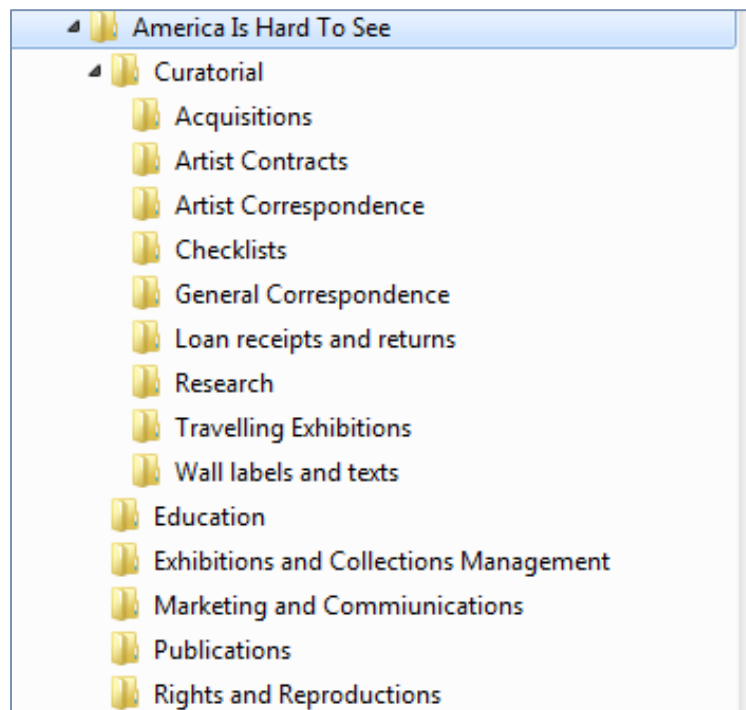 America Is Hard To See
Curatorial
Acquisitions
Artist Contracts
Artist Correspondence
Checklists
General Correspondence
Loan receipts and returns
Research
Travelling Exhibitions
Wall labels and texts
Education
Exhibitions and Collections Management
Marketing and Commiunications
Publications
Rights and Reproductions